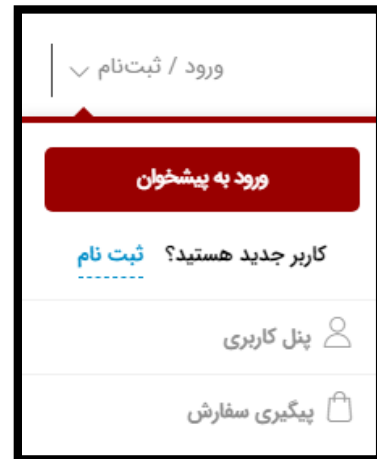 ورود / ثبت‌نام
ورود به پیشخوان
کاربر جدید هستید؟ ثبت نام
پنل کاربری
پیگیری سفارش